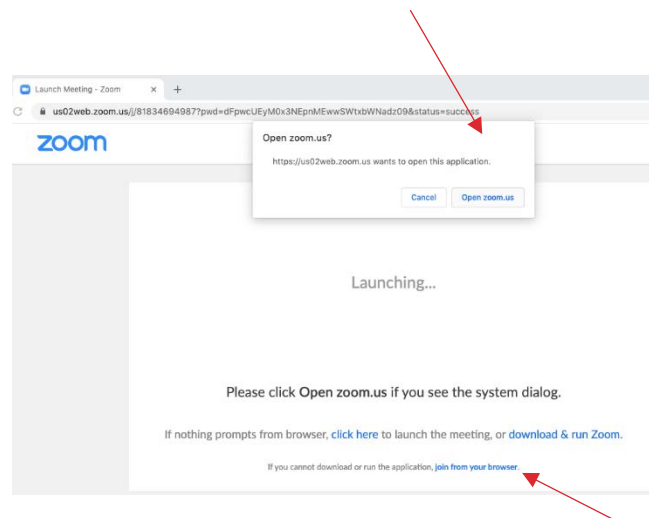 Launch Meeting - Zoom × +
us02web.zoom.us/j/81834694987?pwd=dFpwcUEyM0x3NEpnMEwwSWtxbWNadz09&status=success
zoom
Open zoom.us?
https://us02web.zoom.us wants to open this application.
Cancel Open zoom.us
Launching...
Please click Open zoom.us if you see the system dialog.
If nothing prompts from browser, click here to launch the meeting, or download & run Zoom.
If you cannot download or run the application, join from your browser.